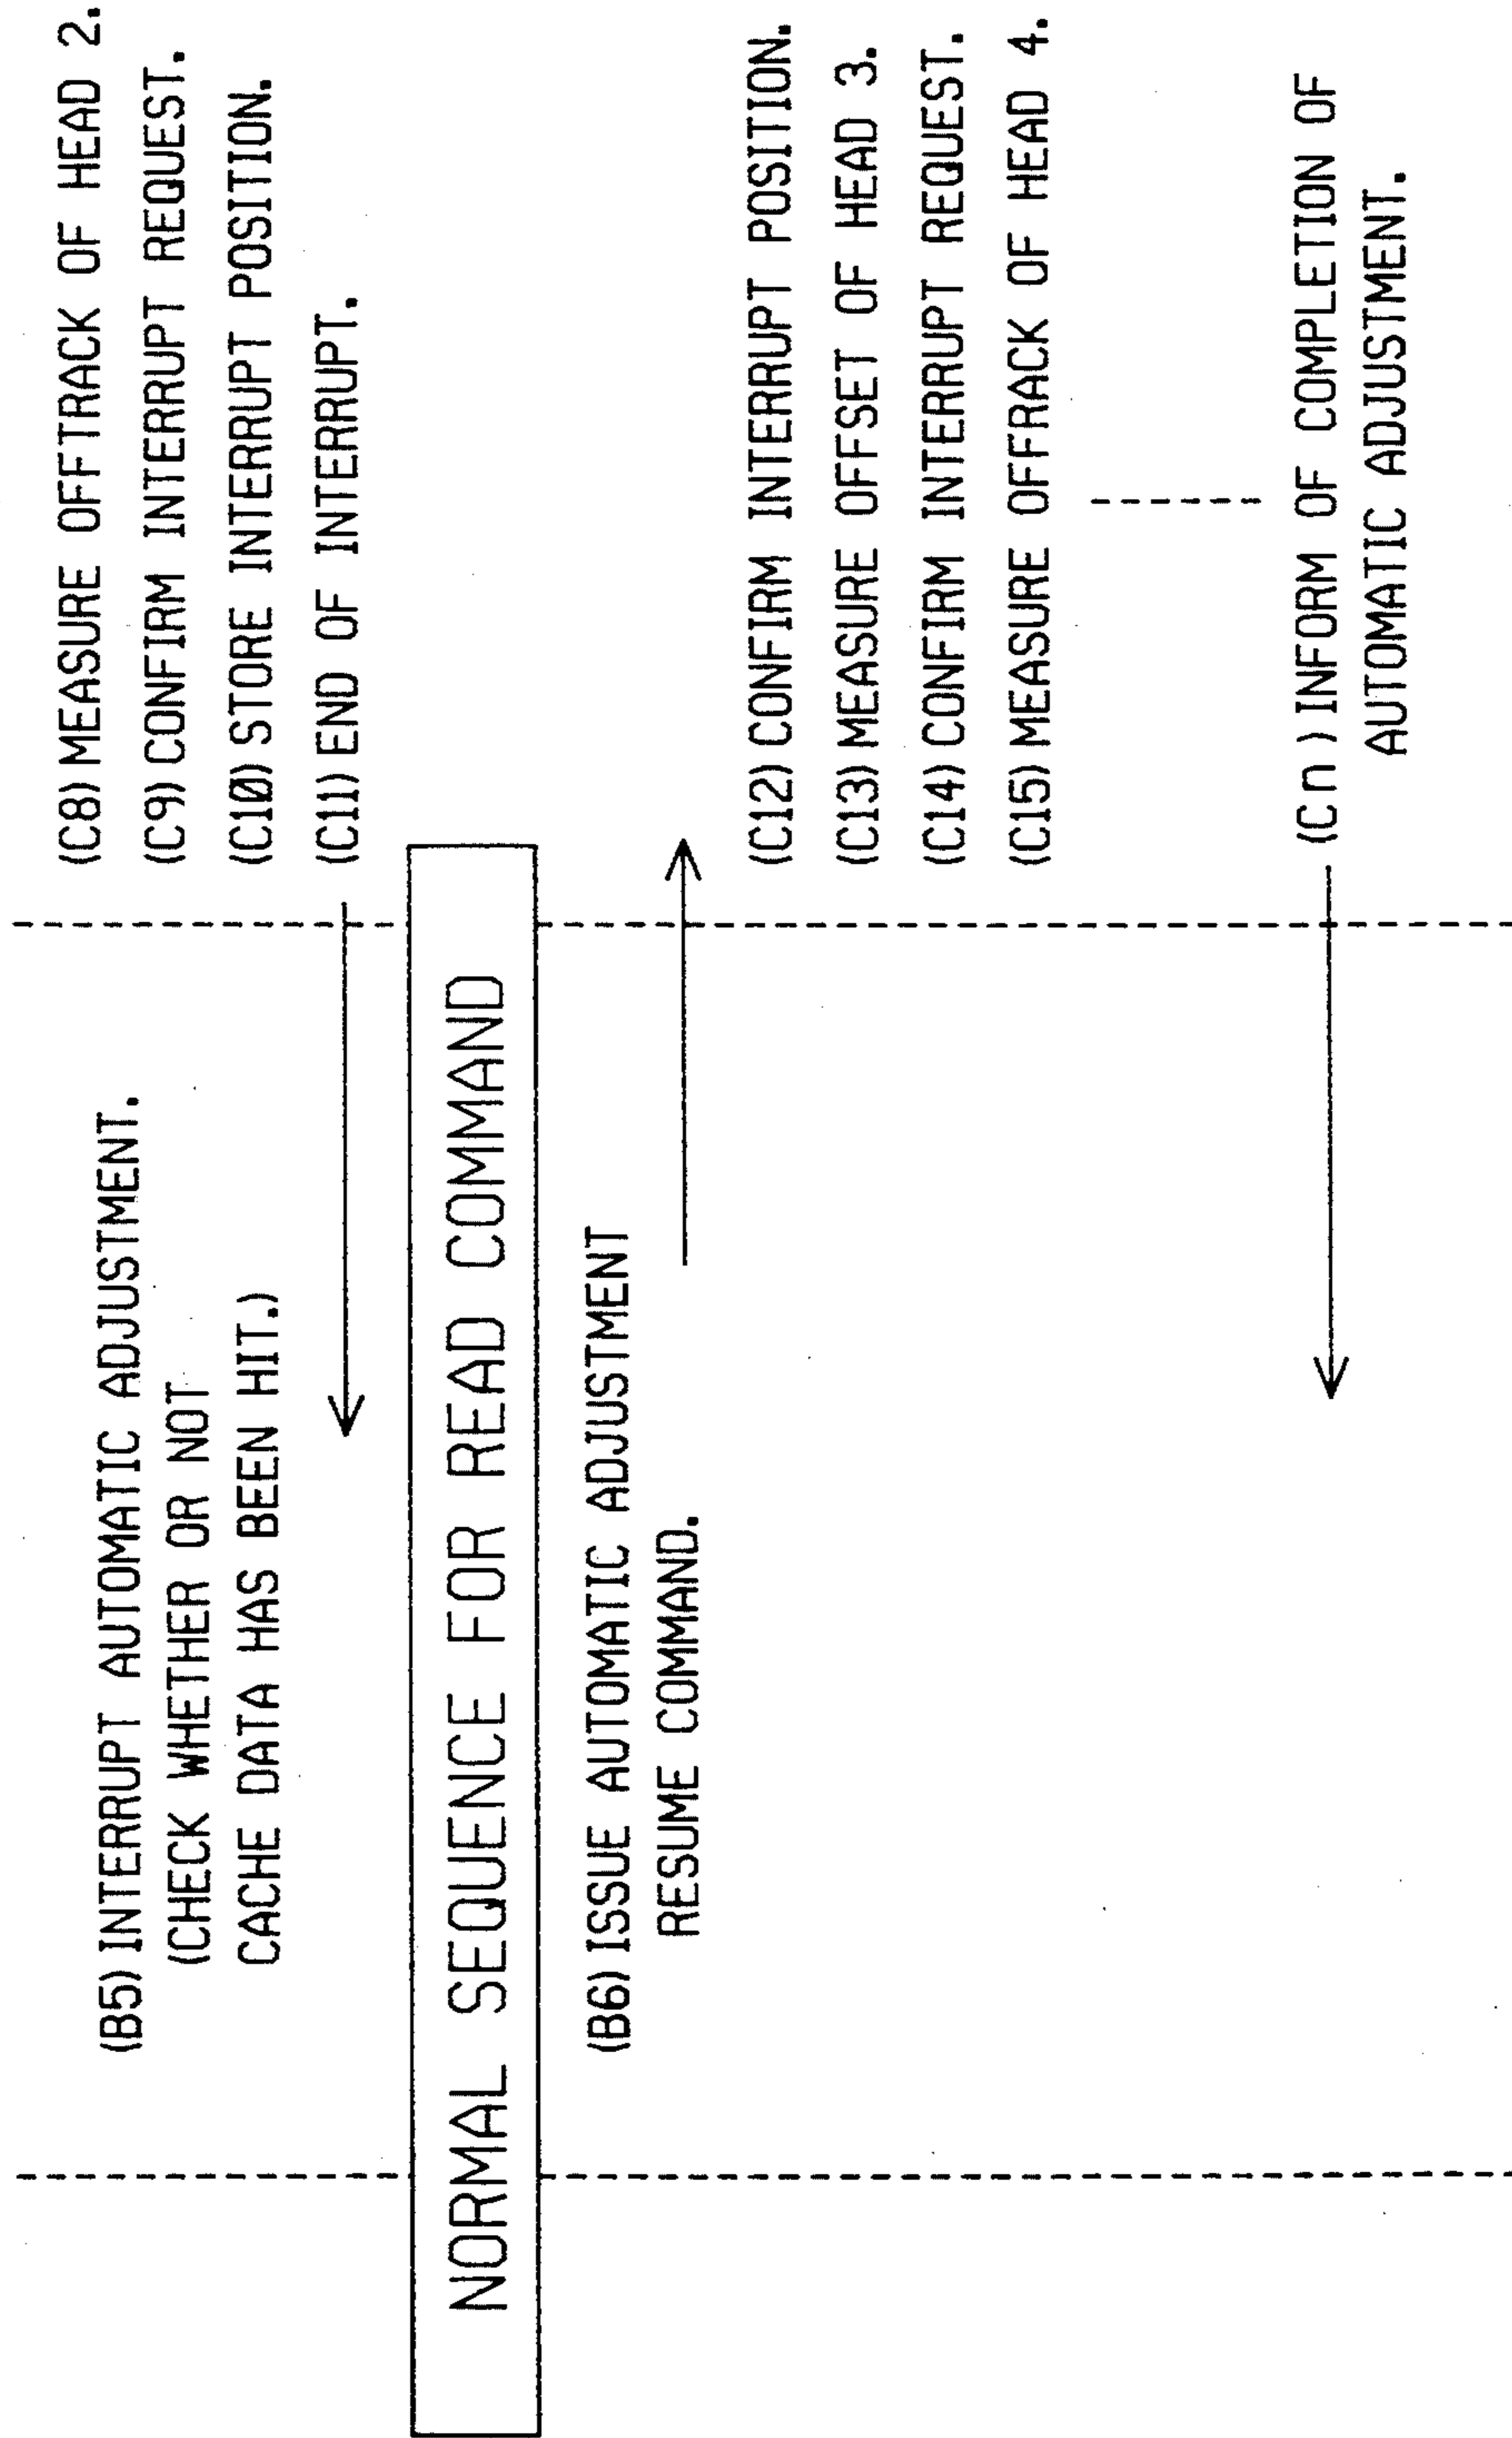 (C8) MEASURE OFFTRACK OF HEAD 2.
(B5) INTERRUPT AUTOMATIC ADJUSTMENT.
(C9) CONFIRM INTERRUPT REQUEST.
(CHECK WHETHER OR NOT
(C10) STORE INTERRUPT POSITION.
CACHE DATA HAS BEEN HIT.)
(C11) END OF INTERRUPT.
NORMAL SEQUENCE FOR READ COMMAND
(B6) ISSUE AUTOMATIC ADJUSTMENT
RESUME COMMAND.
(C12) CONFIRM INTERRUPT POSITION.
(C13) MEASURE OFFSET OF HEAD 3.
(C14) CONFIRM INTERRUPT REQUEST.
(C15) MEASURE OFFRACK OF HEAD 4.
(Cn) INFORM OF COMPLETION OF
AUTOMATIC ADJUSTMENT.